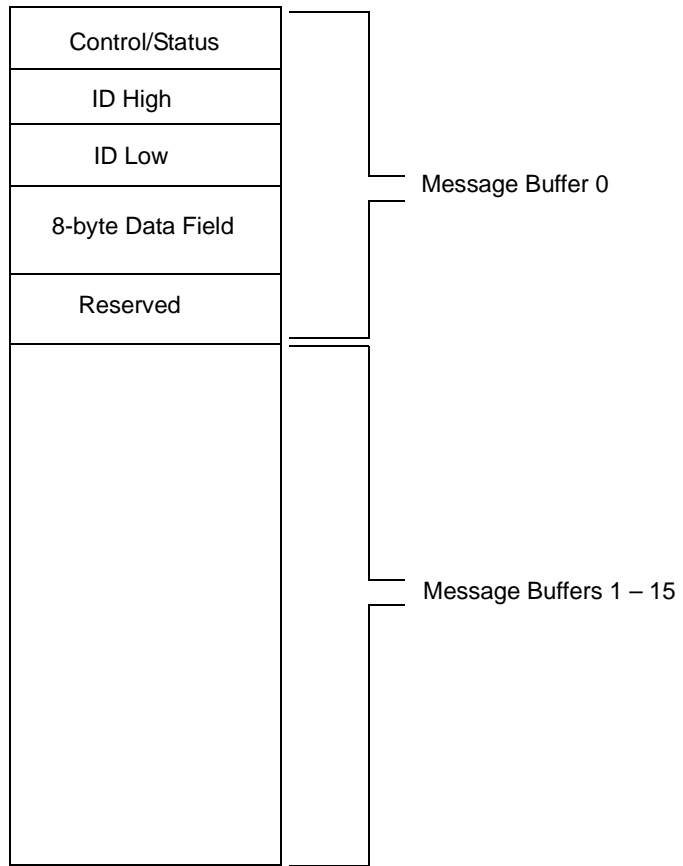 Control/Status
ID High
ID Low
8-byte Data Field
Reserved
Message Buffer 0
Message Buffers 1 – 15